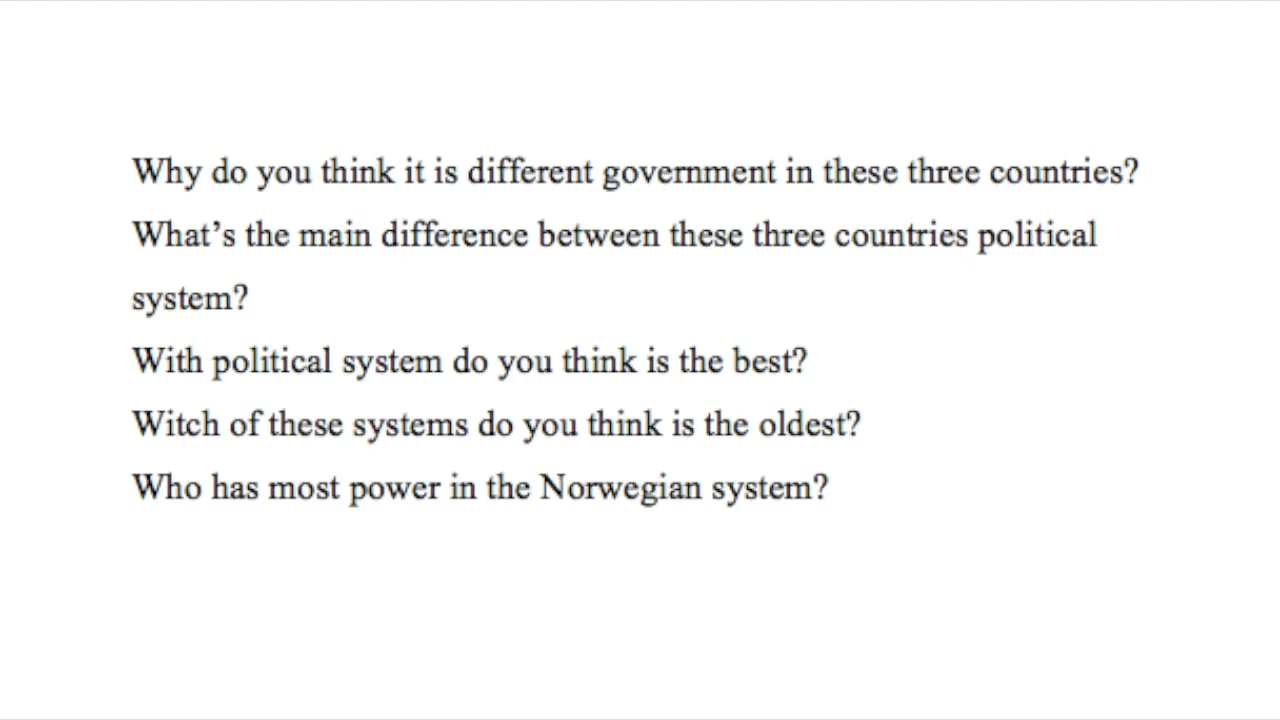 Why do you think it is different government in these three countries?
What’s the main difference between these three countries political
system?
With political system do you think is the best?
Witch of these systems do you think is the oldest?
Who has most power in the Norwegian system?